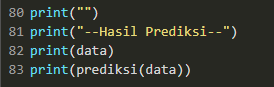 80 print("")
81 print("--Hasil Prediksi--")
82 print(data)
83 print(prediksi(data))